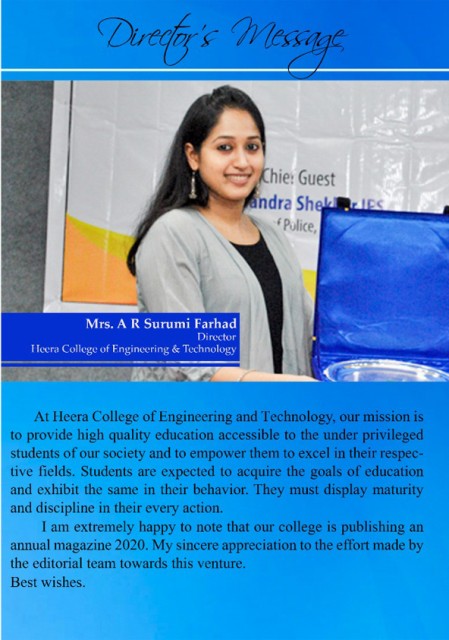 Director's Message
Chief Guest
andra Shek
IPS
of Police,
Mrs. A R Surumi Farhad
Director
Heera College of Engineering & Technology
At Heera College of Engineering and Technology, our mission is
to provide high quality education accessible to the under privileged
students of our society and to empower them to excel in their respec-
tive fields. Students are expected to acquire the goals of education
and exhibit the same in their behavior. They must display maturity
and discipline in their every action.
I am extremely happy to note that our college is publishing an
annual magazine 2020. My sincere appreciation to the effort made by
the editorial team towards this venture.
Best wishes.